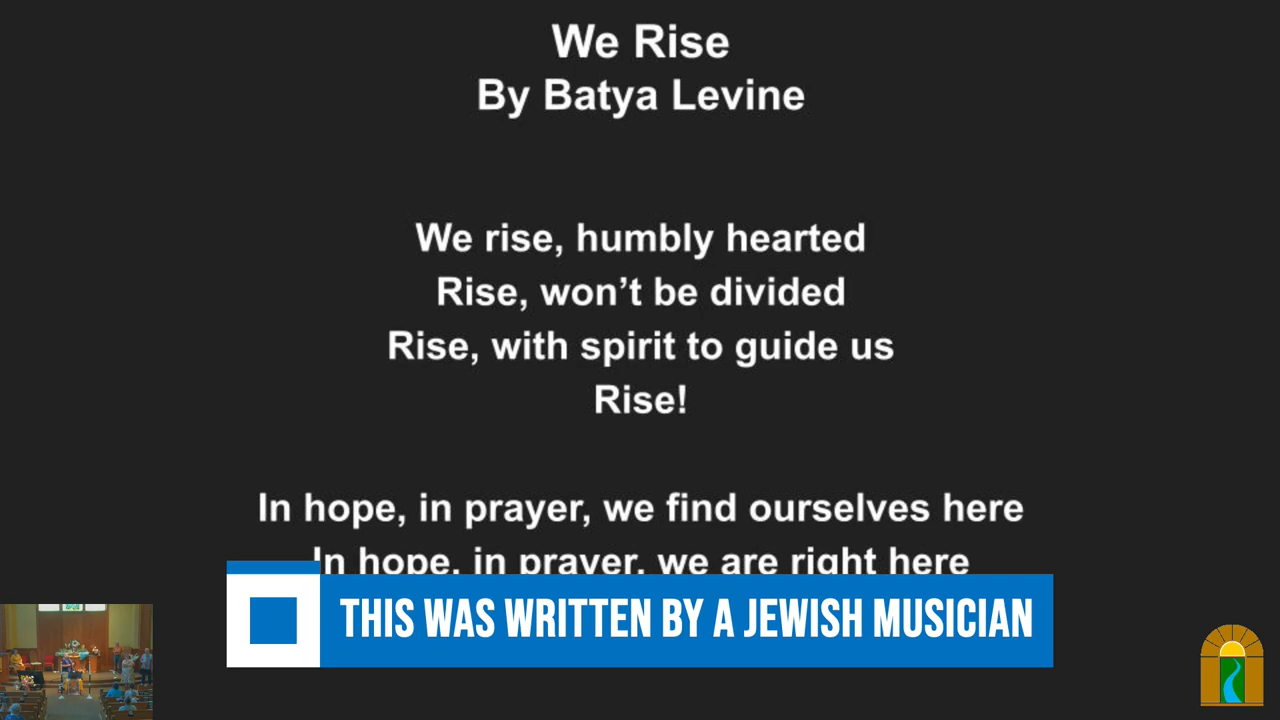 We Rise
By Batya Levine
We rise, humbly hearted
Rise, won’t be divided
Rise, with spirit to guide us
Rise!
In hope, in prayer, we find ourselves here
In hope, in prayer, we are right here
THIS WAS WRITTEN BY A JEWISH MUSICIAN